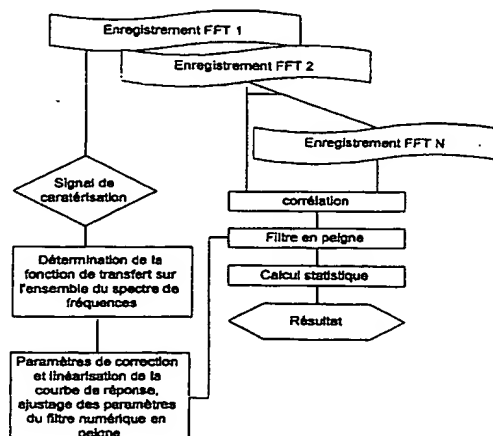 Enregistrement FFT 1
Enregistrement FFT 2
Enregistrement FFT N
Signal de
caratérisation
corrélation
Filtre en peigne
Calcul statistique
Résultat
Détermination de la
fonction de transfert sur
l'ensemble du spectre de
fréquences
Paramètres de correction
et linéarisation de la
courbe de réponse,
ajustage des paramètres
du filtre numérique en
peigne